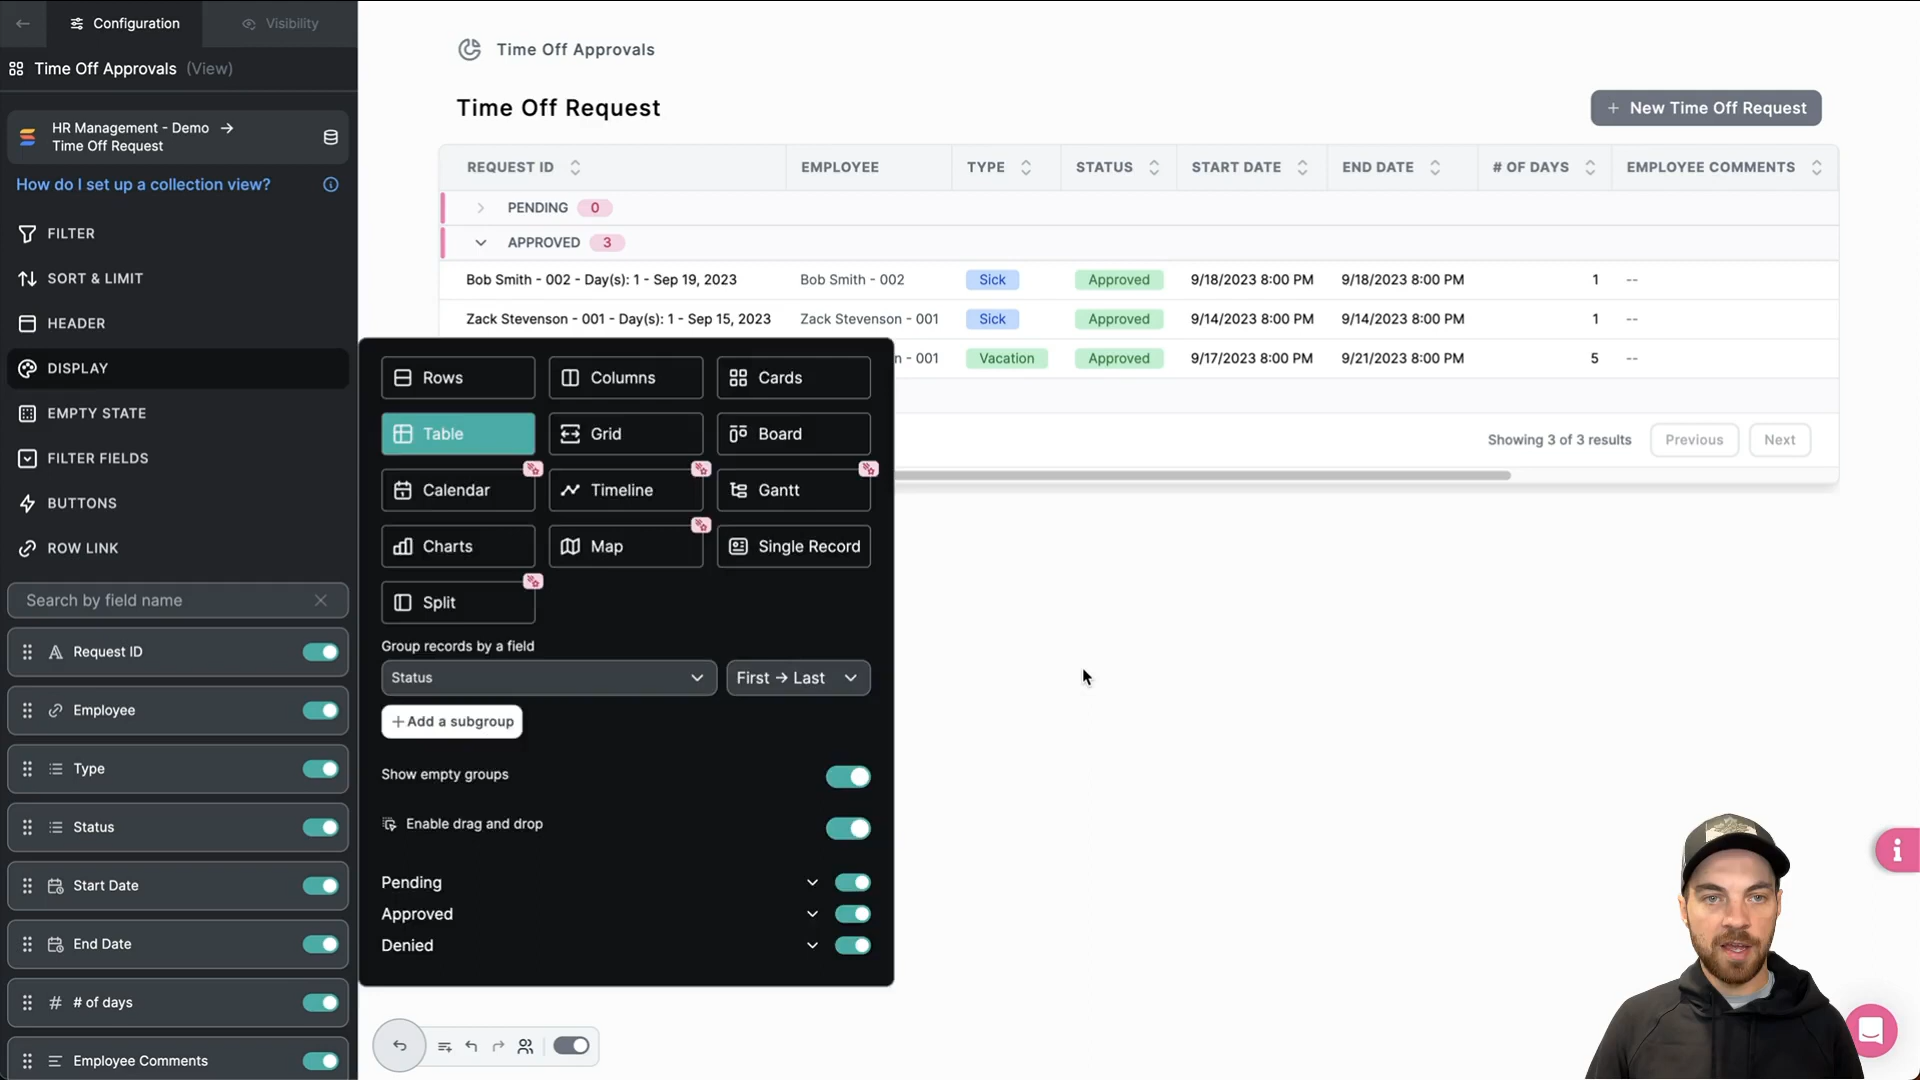 Configuration
Visibility
Time Off Approvals (View)
HR Management - Demo →
Time Off Request
How do I set up a collection view?
FILTER
SORT & LIMIT
HEADER
DISPLAY
EMPTY STATE
FILTER FIELDS
BUTTONS
ROW LINK
Search by field name
Request ID
Employee
Type
Status
Start Date
End Date
# of days
Employee Comments
Time Off Approvals
Time Off Request
+ New Time Off Request
REQUEST ID EMPLOYEE TYPE STATUS START DATE END DATE # OF DAYS EMPLOYEE COMMENTS
PENDING 0
APPROVED 3
Bob Smith - 002 - Day(s): 1 - Sep 19, 2023 Bob Smith - 002 Sick Approved 9/18/2023 8:00 PM 9/18/2023 8:00 PM 1 --
Zack Stevenson - 001 - Day(s): 1 - Sep 15, 2023 Zack Stevenson - 001 Sick Approved 9/14/2023 8:00 PM 9/14/2023 8:00 PM 1 --
n - 001 Vacation Approved 9/17/2023 8:00 PM 9/21/2023 8:00 PM 5 --
Showing 3 of 3 results Previous Next
Rows Columns Cards
Table Grid Board
Calendar Timeline Gantt
Charts Map Single Record
Split
Group records by a field
Status First → Last
+ Add a subgroup
Show empty groups
Enable drag and drop
Pending
Approved
Denied